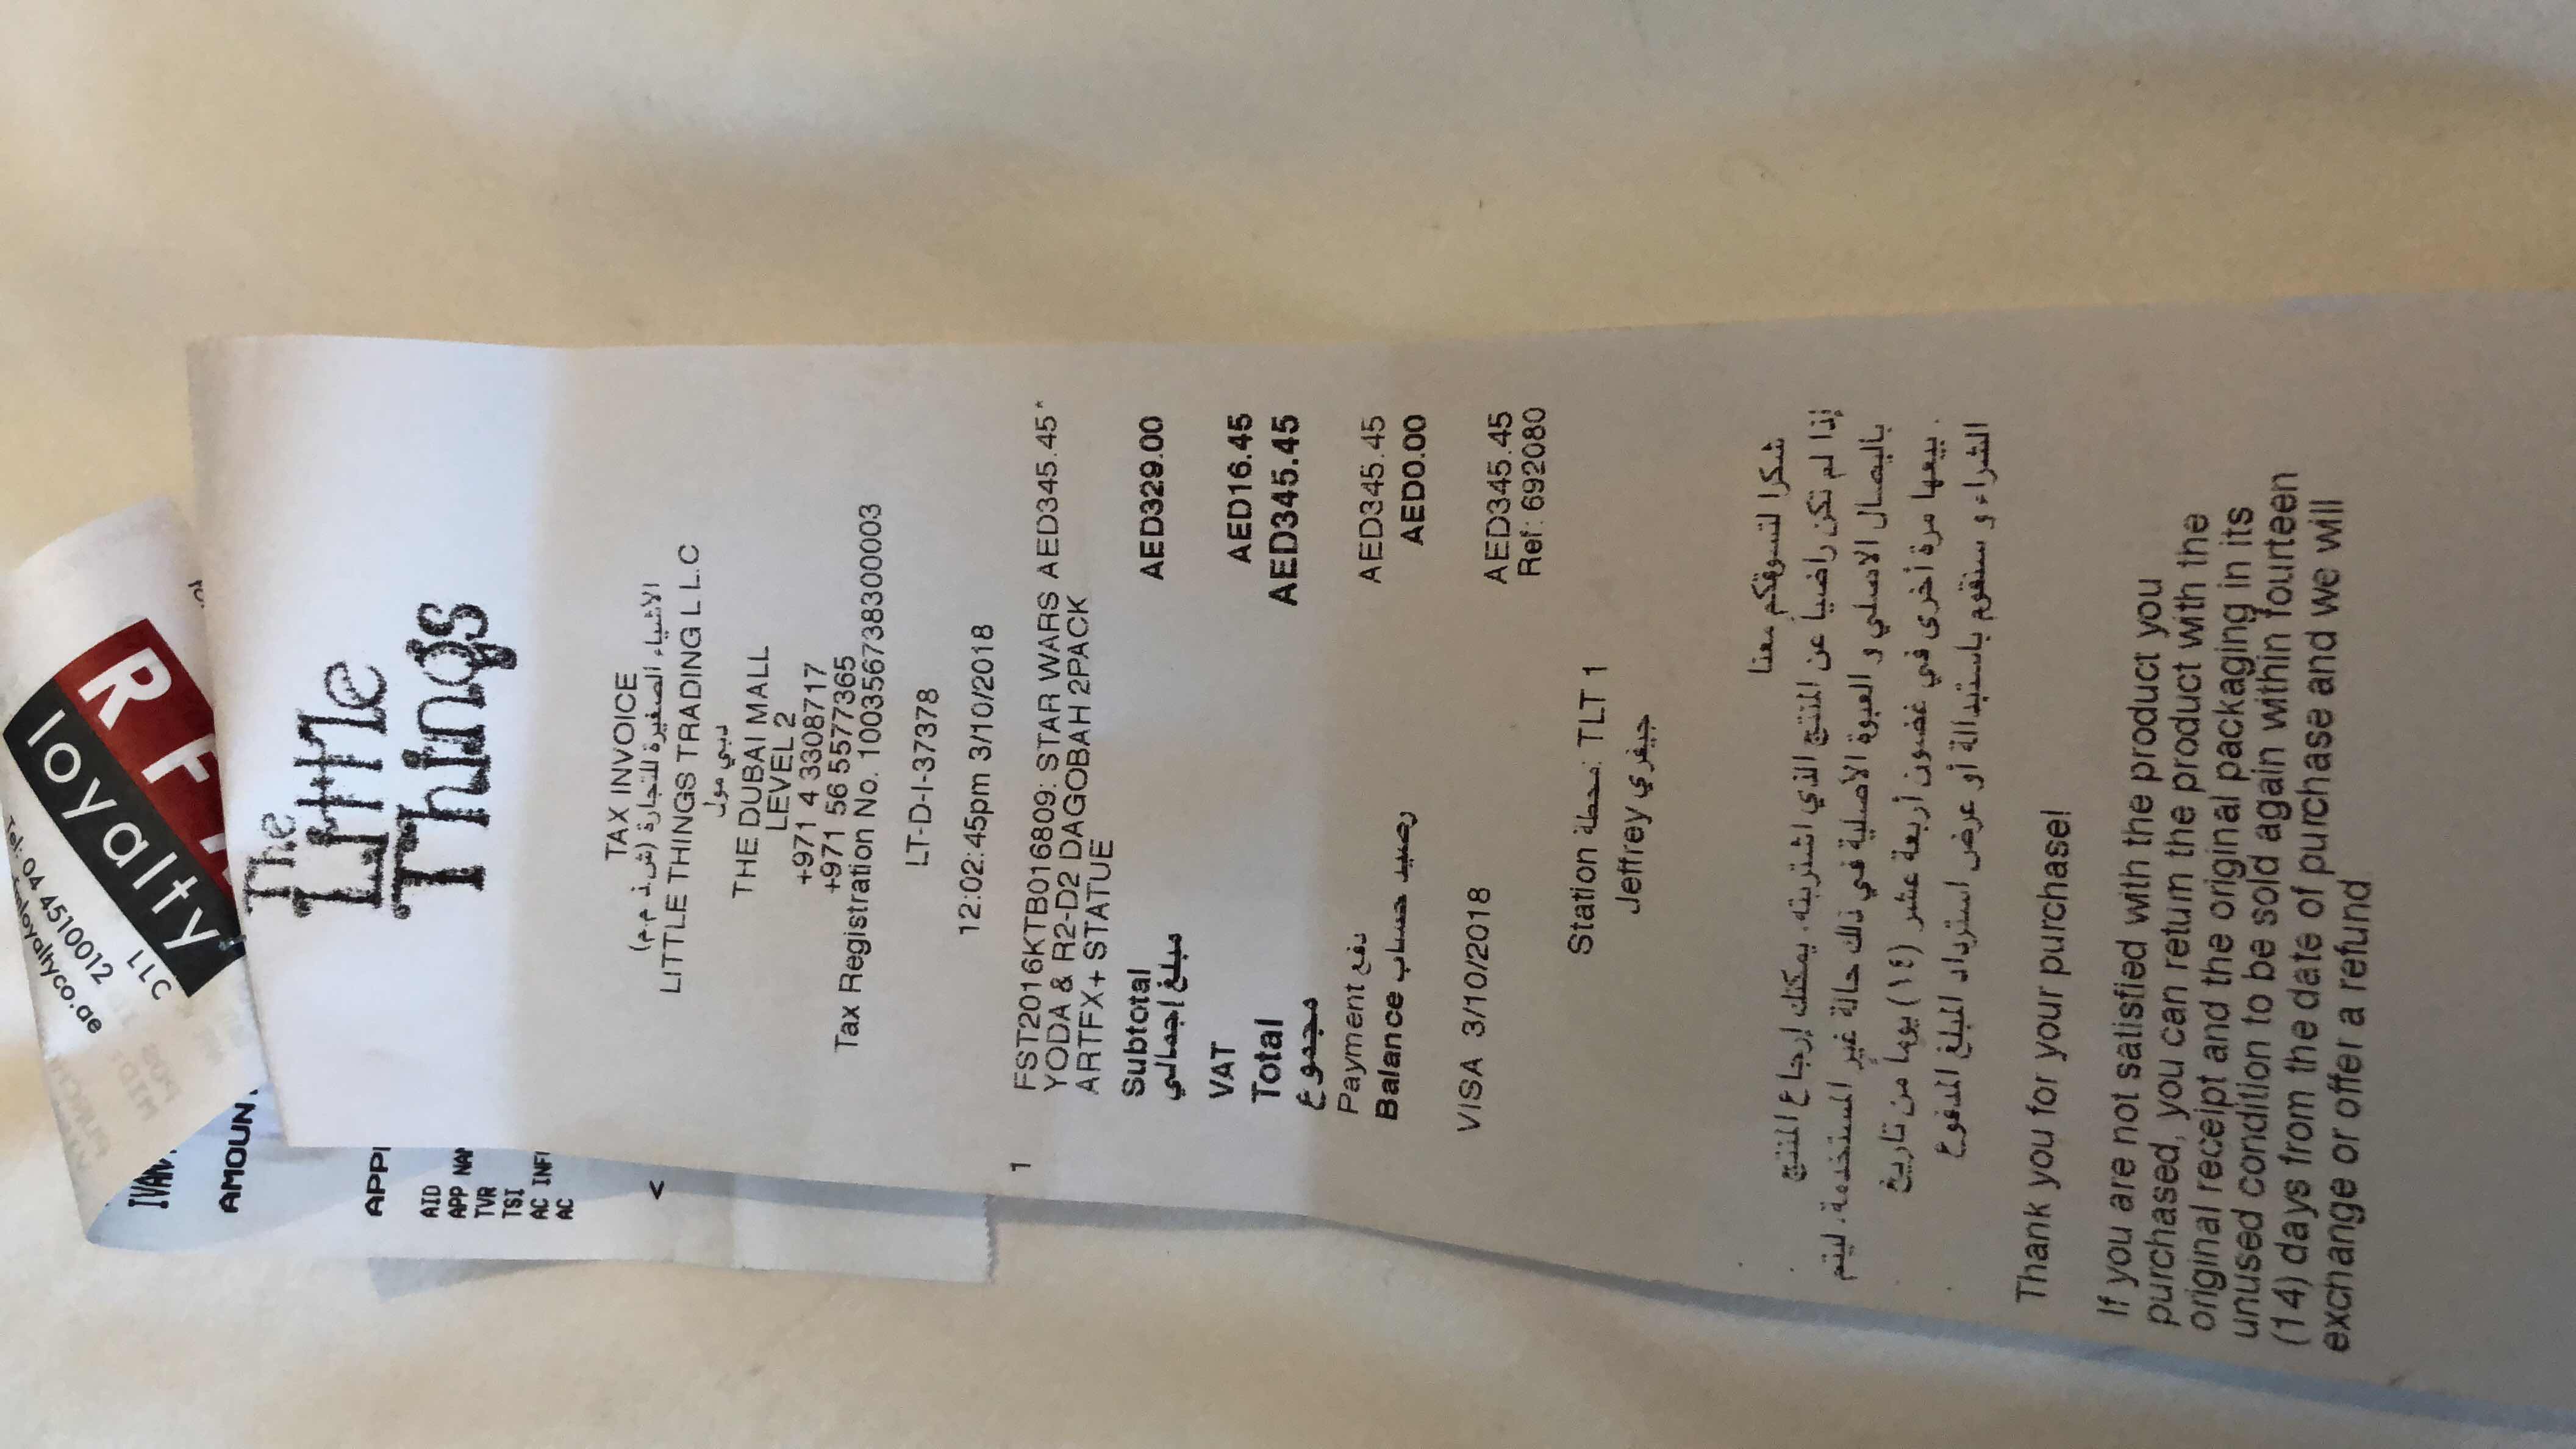 IVAN
AMOUN
APP
AID
APP NAM
TVR
TSI
AC INF
AC
<
loyalty
LLC
Tel: 04 4510012
loyaltyco.ae
The
Little
Things
TAX INVOICE
الأشياء الصغيرة للتجارة (ش.ذ م.م)
LITTLE THINGS TRADING L L.C
دبي مول
THE DUBAI MALL
LEVEL 2
+971 4 3308717
+971 56 5577365
Tax Registration No. 100356738300003
LT-D-I-37378
12:02:45pm 3/10/2018
1 FST2016KTB016809: STAR WARS AED345.45*
YODA & R2-D2 DAGOBAH 2PACK
ARTFX+ STATUE
Subtotal AED329.00
مبلغ إجمالي
VAT AED16.45
Total AED345.45
مجموع
Payment دفع AED345.45
Balance رصيد حساب AED0.00
VISA 3/10/2018 AED345.45
Ref: 692080
Station محطة: TLT 1
Jeffrey جيفري
شكرا لتسوقكم معنا
إذا لم تكن راضياً عن المنتج الذي اشتريته. يمكنك إرجاع المنتج
باليصال الاصلي و العبوة الأصلية في ذلك حالة غير المستخدمة. ليتم
. بيعها مرة أخرى في غضون أربعة عشر (١٤) يوماً من تاريخ
الشراء و سنقوم باستبدالة أو عرض استرداد المبلغ المدفوع
Thank you for your purchase!
If you are not satisfied with the product you
purchased, you can return the product with the
original receipt and the original packaging in its
unused condition to be sold again within fourteen
(14) days from the date of purchase and we will
exchange or offer a refund